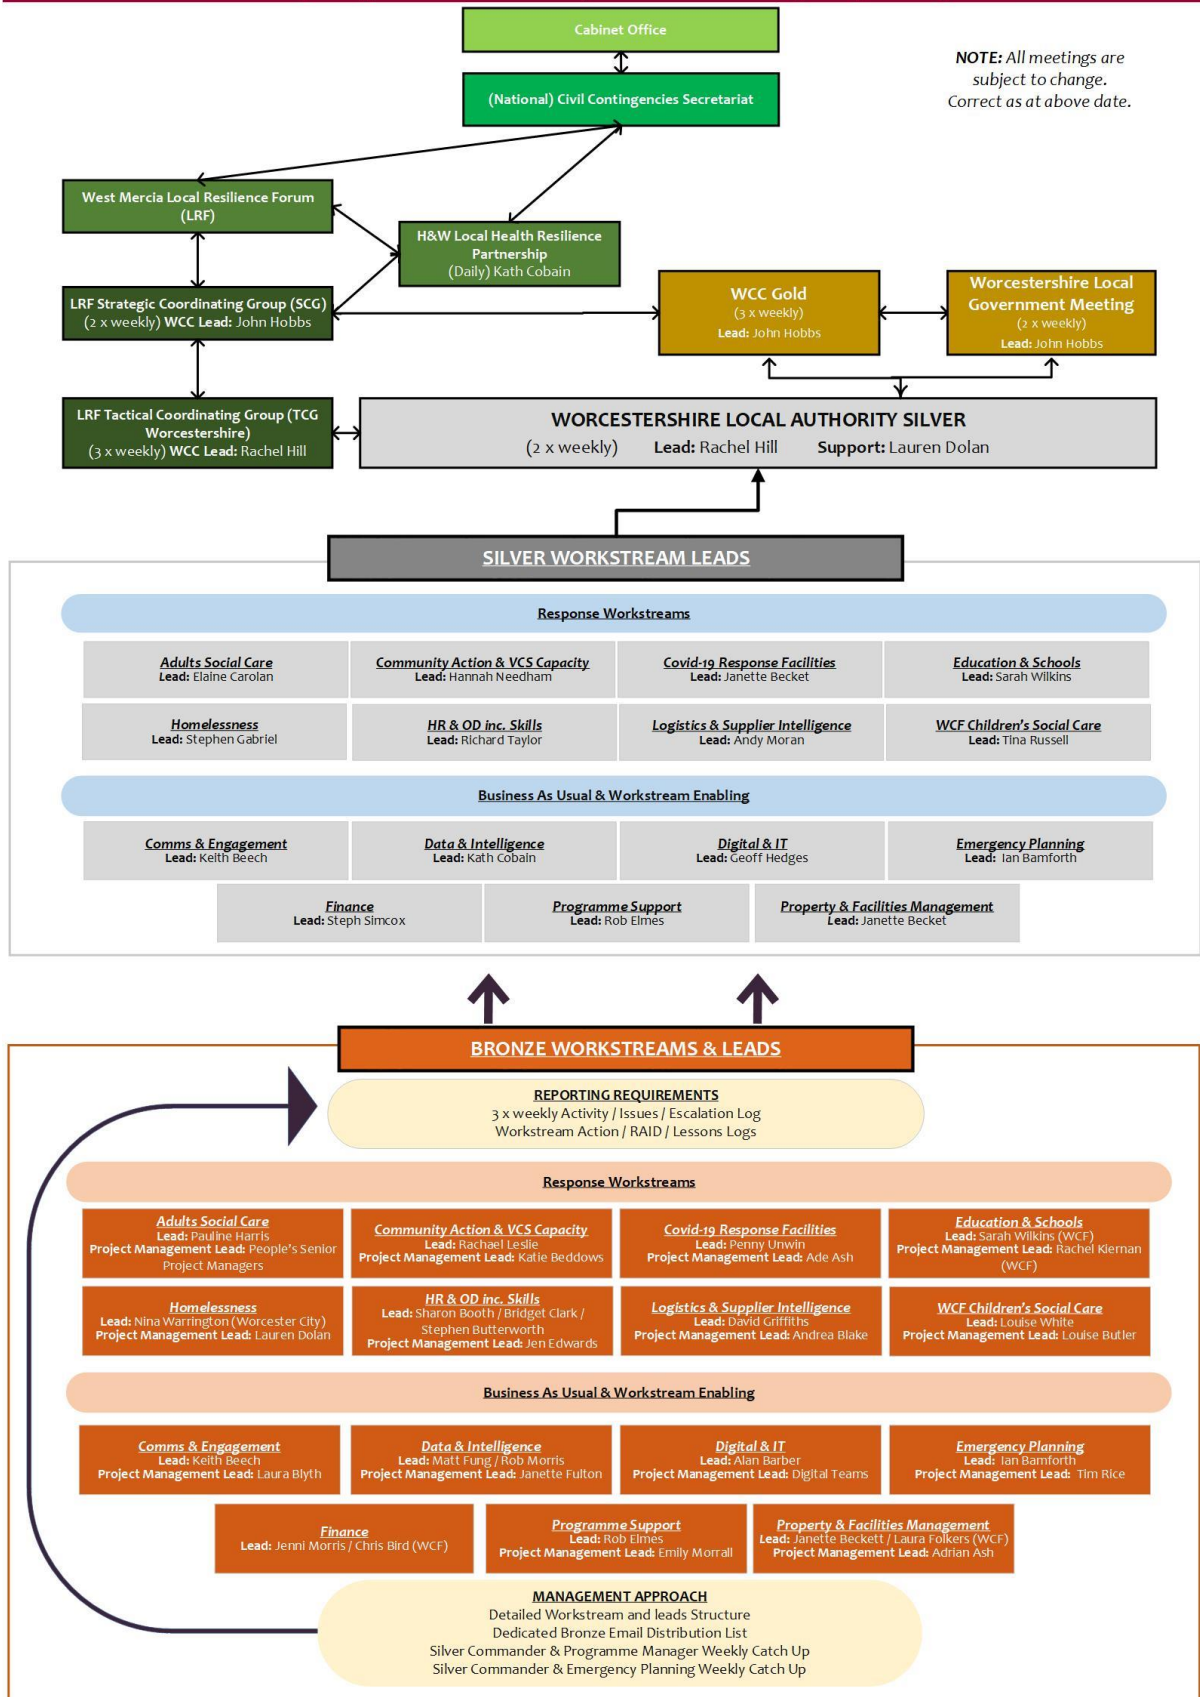 Cabinet Office
(National) Civil Contingencies Secretariat
NOTE: All meetings are
subject to change.
Correct as at above date.
West Mercia Local Resilience Forum
(LRF)
H&W Local Health Resilience
Partnership
(Daily) Kath Cobain
LRF Strategic Coordinating Group (SCG)
(2 x weekly) WCC Lead: John Hobbs
WCC Gold
(3 x weekly)
Lead: John Hobbs
Worcestershire Local
Government Meeting
(2 x weekly)
Lead: John Hobbs
LRF Tactical Coordinating Group (TCG
Worcestershire)
(3 x weekly) WCC Lead: Rachel Hill
WORCESTERSHIRE LOCAL AUTHORITY SILVER
(2 x weekly) Lead: Rachel Hill Support: Lauren Dolan
SILVER WORKSTREAM LEADS
Response Workstreams
Adults Social Care
Lead: Elaine Carolan
Community Action & VCS Capacity
Lead: Hannah Needham
Covid-19 Response Facilities
Lead: Janette Becket
Education & Schools
Lead: Sarah Wilkins
Homelessness
Lead: Stephen Gabriel
HR & OD inc. Skills
Lead: Richard Taylor
Logistics & Supplier Intelligence
Lead: Andy Moran
WCF Children's Social Care
Lead: Tina Russell
Business As Usual & Workstream Enabling
Comms & Engagement
Lead: Keith Beech
Data & Intelligence
Lead: Kath Cobain
Digital & IT
Lead: Geoff Hedges
Emergency Planning
Lead: Ian Bamforth
Finance
Lead: Steph Simcox
Programme Support
Lead: Rob Elmes
Property & Facilities Management
Lead: Janette Becket
BRONZE WORKSTREAMS & LEADS
REPORTING REQUIREMENTS
3 x weekly Activity / Issues / Escalation Log
Workstream Action / RAID / Lessons Logs
Response Workstreams
Adults Social Care
Lead: Pauline Harris
Project Management Lead: People's Senior
Project Managers
Community Action & VCS Capacity
Lead: Rachael Leslie
Project Management Lead: Katie Beddows
Covid-19 Response Facilities
Lead: Penny Unwin
Project Management Lead: Ade Ash
Education & Schools
Lead: Sarah Wilkins (WCF)
Project Management Lead: Rachel Kiernan
(WCF)
Homelessness
Lead: Nina Warrington (Worcester City)
Project Management Lead: Lauren Dolan
HR & OD inc. Skills
Lead: Sharon Booth / Bridget Clark /
Stephen Butterworth
Project Management Lead: Jen Edwards
Logistics & Supplier Intelligence
Lead: David Griffiths
Project Management Lead: Andrea Blake
WCF Children's Social Care
Lead: Louise White
Project Management Lead: Louise Butler
Business As Usual & Workstream Enabling
Comms & Engagement
Lead: Keith Beech
Project Management Lead: Laura Blyth
Data & Intelligence
Lead: Matt Fung / Rob Morris
Project Management Lead: Janette Fulton
Digital & IT
Lead: Alan Barber
Project Management Lead: Digital Teams
Emergency Planning
Lead: Ian Bamforth
Project Management Lead: Tim Rice
Finance
Lead: Jenni Morris / Chris Bird (WCF)
Programme Support
Lead: Rob Elmes
Project Management Lead: Emily Morrall
Property & Facilities Management
Lead: Janette Beckett / Laura Folkers (WCF)
Project Management Lead: Adrian Ash
MANAGEMENT APPROACH
Detailed Workstream and leads Structure
Dedicated Bronze Email Distribution List
Silver Commander & Programme Manager Weekly Catch Up
Silver Commander & Emergency Planning Weekly Catch Up